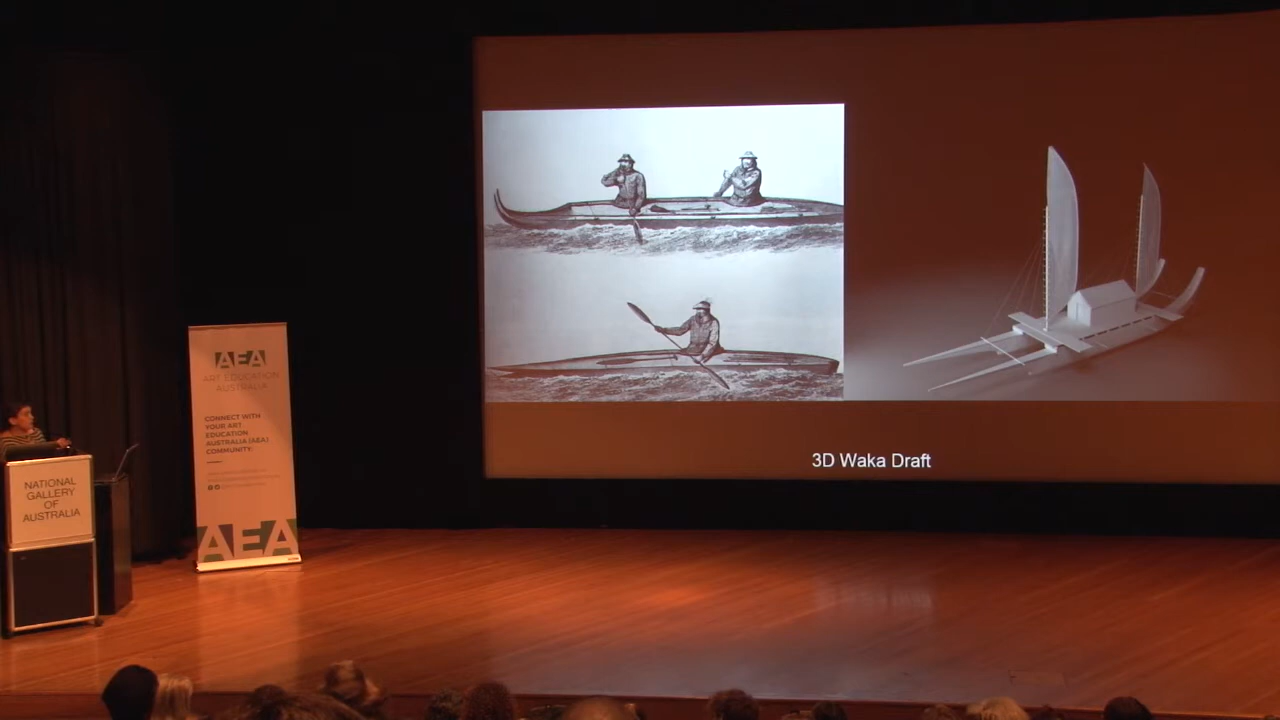 AEA
ART EDUCATION
AUSTRALIA
CONNECT WITH
YOUR ART
EDUCATION
AUSTRALIA (AEA)
COMMUNITY:
AEA
NATIONAL
GALLERY
OF
AUSTRALIA
3D Waka Draft